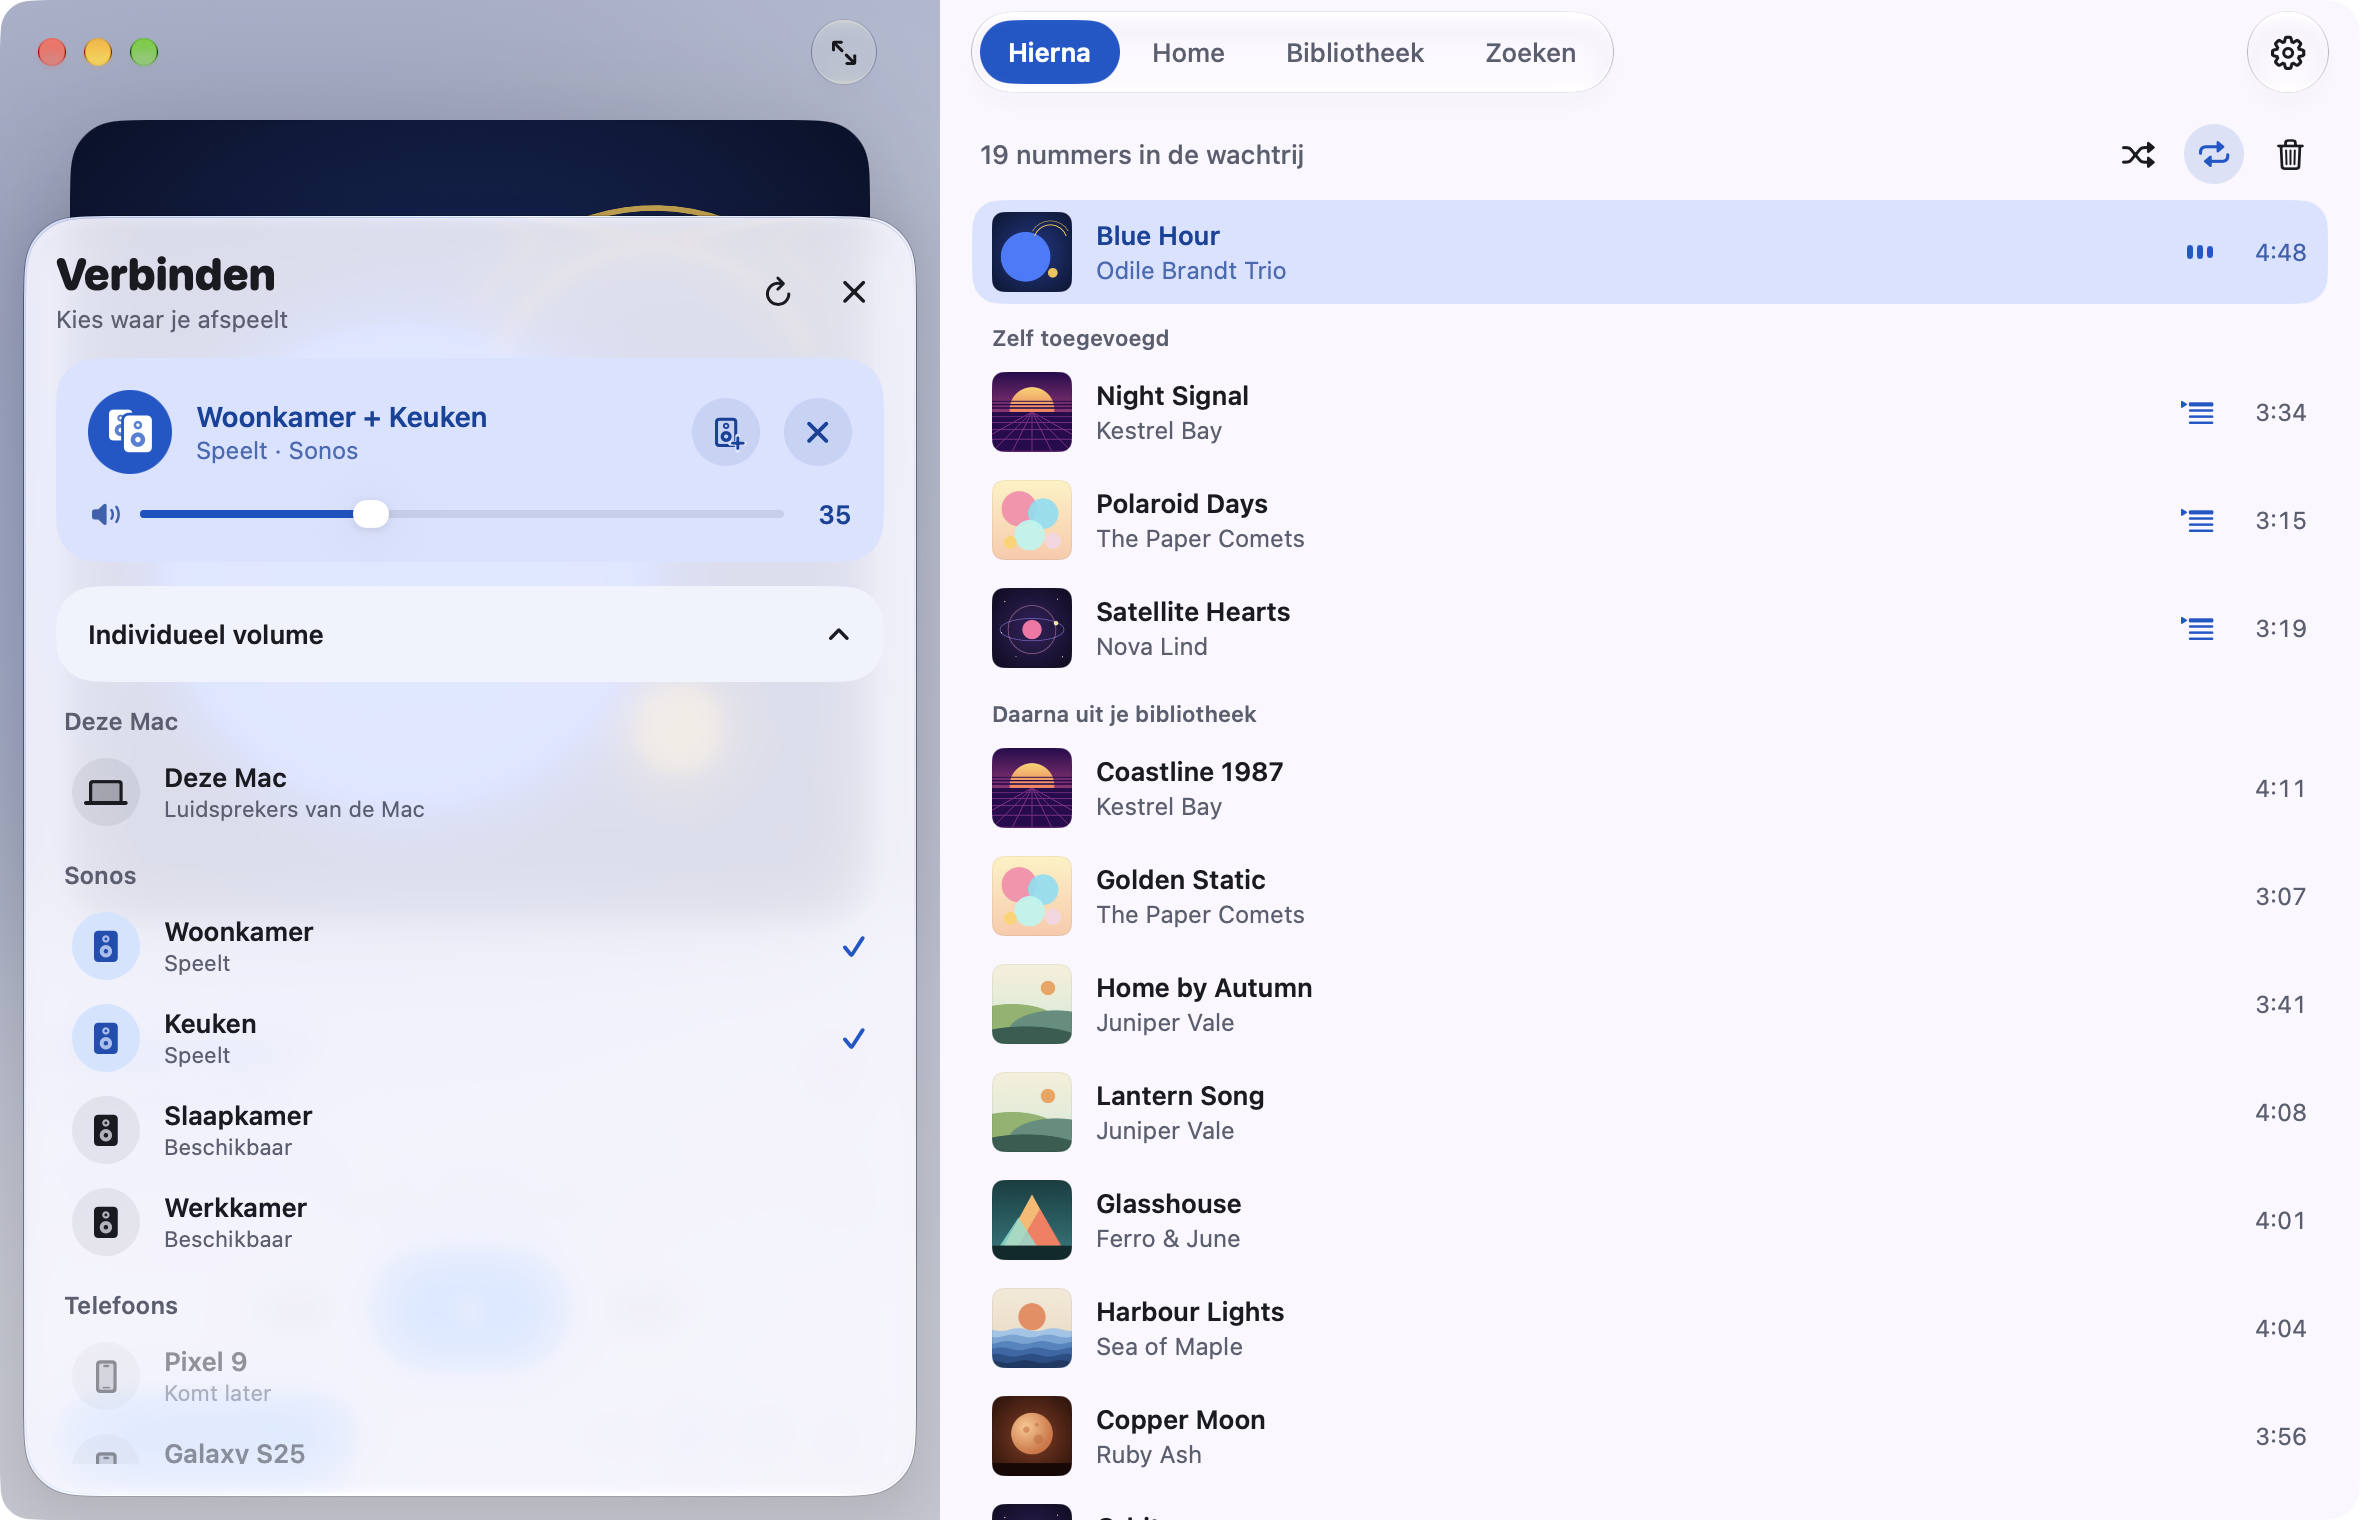 Verbinden
Kies waar je afspeelt
Woonkamer + Keuken
Speelt · Sonos
35
Individueel volume
Deze Mac
Deze Mac
Luidsprekers van de Mac
Sonos
Woonkamer
Speelt
Keuken
Speelt
Slaapkamer
Beschikbaar
Werkkamer
Beschikbaar
Telefoons
Pixel 9
Komt later
Galaxy S25
Hierna Home Bibliotheek Zoeken
19 nummers in de wachtrij
Blue Hour
Odile Brandt Trio
4:48
Zelf toegevoegd
Night Signal
Kestrel Bay
3:34
Polaroid Days
The Paper Comets
3:15
Satellite Hearts
Nova Lind
3:19
Daarna uit je bibliotheek
Coastline 1987
Kestrel Bay
4:11
Golden Static
The Paper Comets
3:07
Home by Autumn
Juniper Vale
3:41
Lantern Song
Juniper Vale
4:08
Glasshouse
Ferro & June
4:01
Harbour Lights
Sea of Maple
4:04
Copper Moon
Ruby Ash
3:56